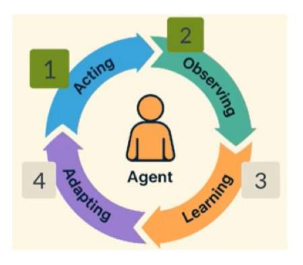 1
Acting
2
Observing
Agent
4
Adapting
Learning
3